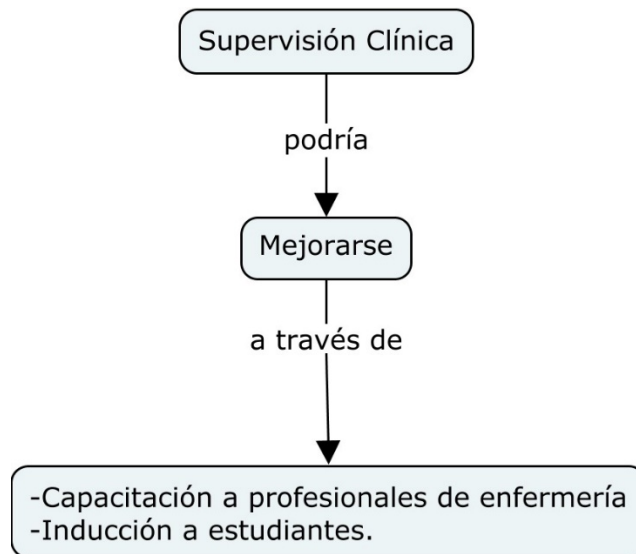 Supervisión Clínica
podría
Mejorarse
a través de
-Capacitación a profesionales de enfermería
-Inducción a estudiantes.